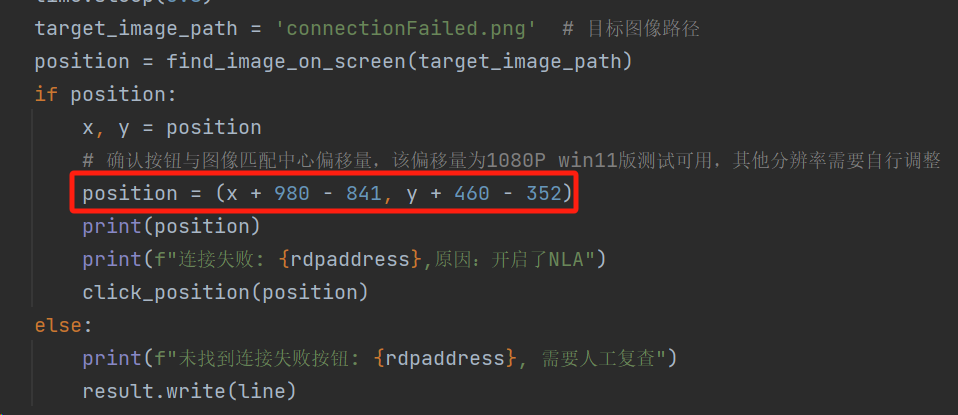 target_image_path = 'connectionFailed.png'  # 目标图像路径
position = find_image_on_screen(target_image_path)
if position:
    x, y = position
    # 确认按钮与图像匹配中心偏移量，该偏移量为1080P win11版测试可用，其他分辨率需要自行调整
    position = (x + 980 - 841, y + 460 - 352)
    print(position)
    print(f"连接失败: {rdpaddress},原因：开启了NLA")
    click_position(position)
else:
    print(f"未找到连接失败按钮: {rdpaddress}, 需要人工复查")
    result.write(line)